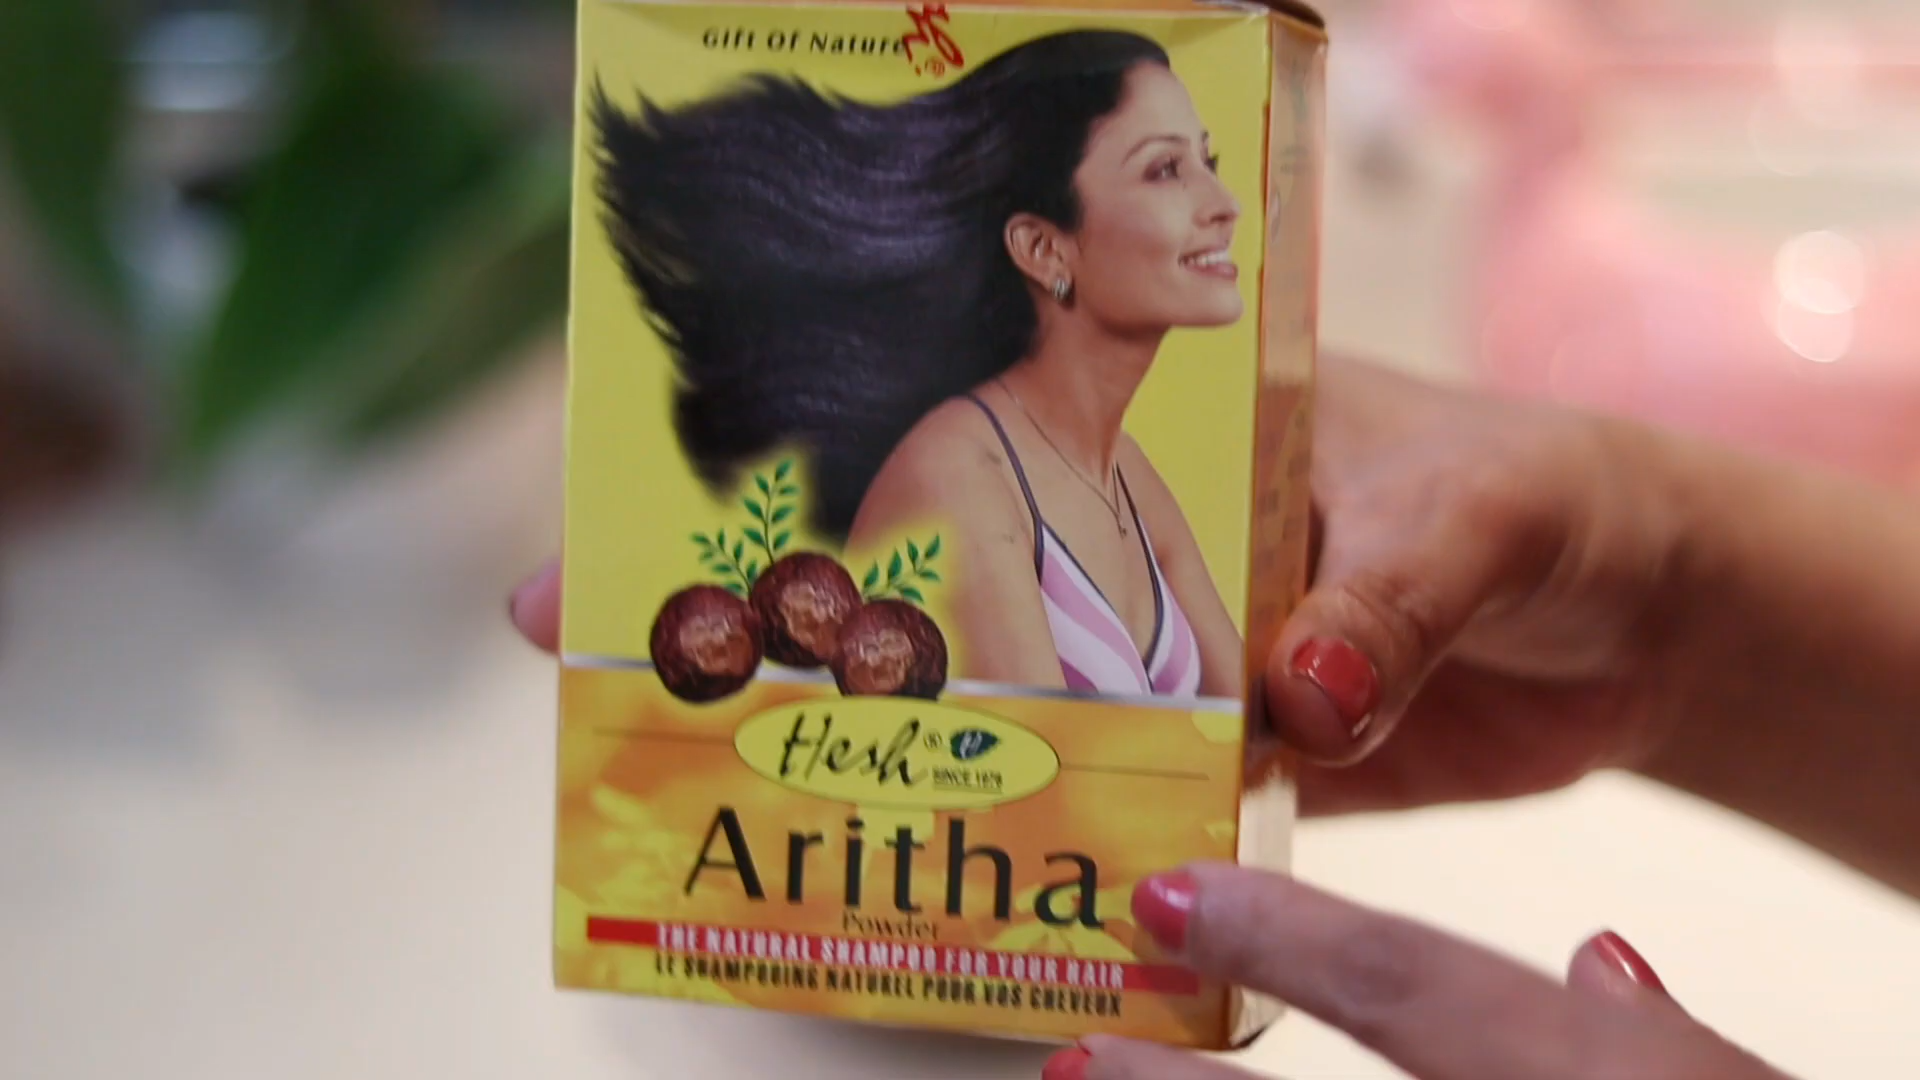 Gift Of Nature
Hesh®
SINCE 1979
Aritha
Powder
THE NATURAL SHAMPOO FOR YOUR HAIR
LE SHAMPOOING NATUREL POUR VOS CHEVEUX